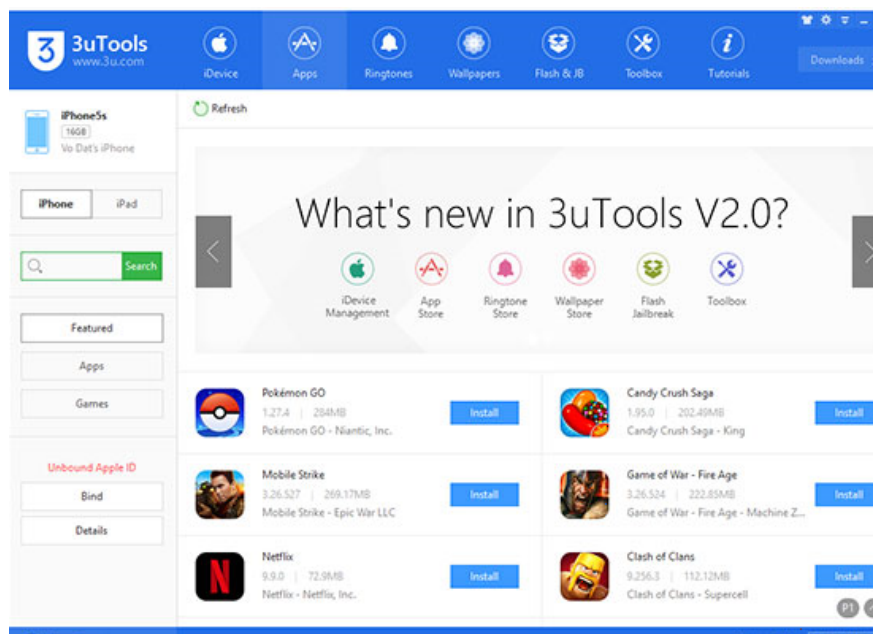 3uTools
www.3u.com
iDevice
Apps
Ringtones
Wallpapers
Flash & JB
Toolbox
Tutorials
Downloads
iPhone5s
16GB
Vo Dat's iPhone
Refresh
iPhone
iPad
Search
Featured
Apps
Games
Unbound Apple ID
Bind
Details
What's new in 3uTools V2.0?
iDevice
Management
App
Store
Ringtone
Store
Wallpaper
Store
Flash
Jailbreak
Toolbox
Pokémon GO
1.27.4 | 284MB
Pokémon GO - Niantic, Inc.
Install
Candy Crush Saga
1.95.0 | 202.49MB
Candy Crush Saga - King
Install
Mobile Strike
3.26.527 | 269.17MB
Mobile Strike - Epic War LLC
Install
Game of War - Fire Age
3.26.524 | 222.85MB
Game of War - Fire Age - Machine Z...
Install
Netflix
9.9.0 | 72.9MB
Netflix - Netflix, Inc.
Install
Clash of Clans
9.256.3 | 112.12MB
Clash of Clans - Supercell
Install
P1